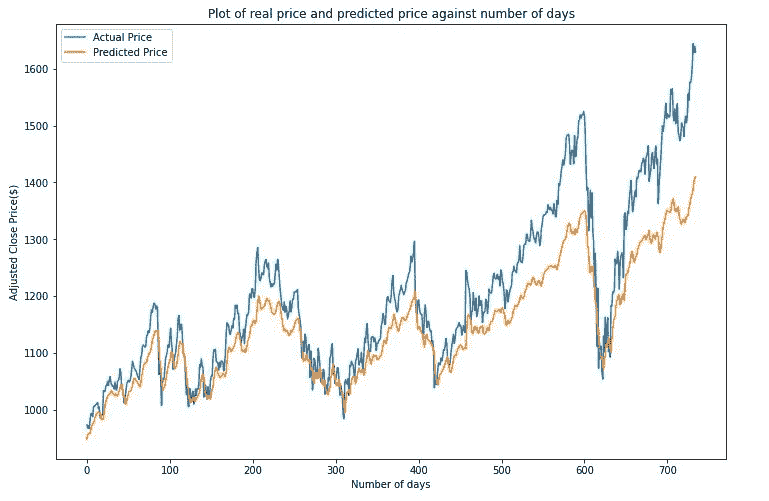 Plot of real price and predicted price against number of days
Actual Price
Predicted Price
Adjusted Close Price($)
1600
1500
1400
1300
1200
1100
1000
0 100 200 300 400 500 600 700
Number of days